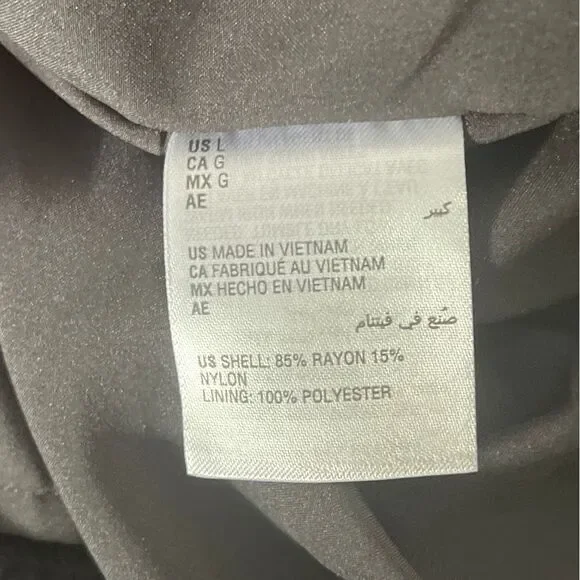 US L
CA G
MX G
AE
كبير
US MADE IN VIETNAM
CA FABRIQUÉ AU VIETNAM
MX HECHO EN VIETNAM
AE
صُنع في فيتنام
US SHELL: 85% RAYON 15%
NYLON
LINING: 100% POLYESTER